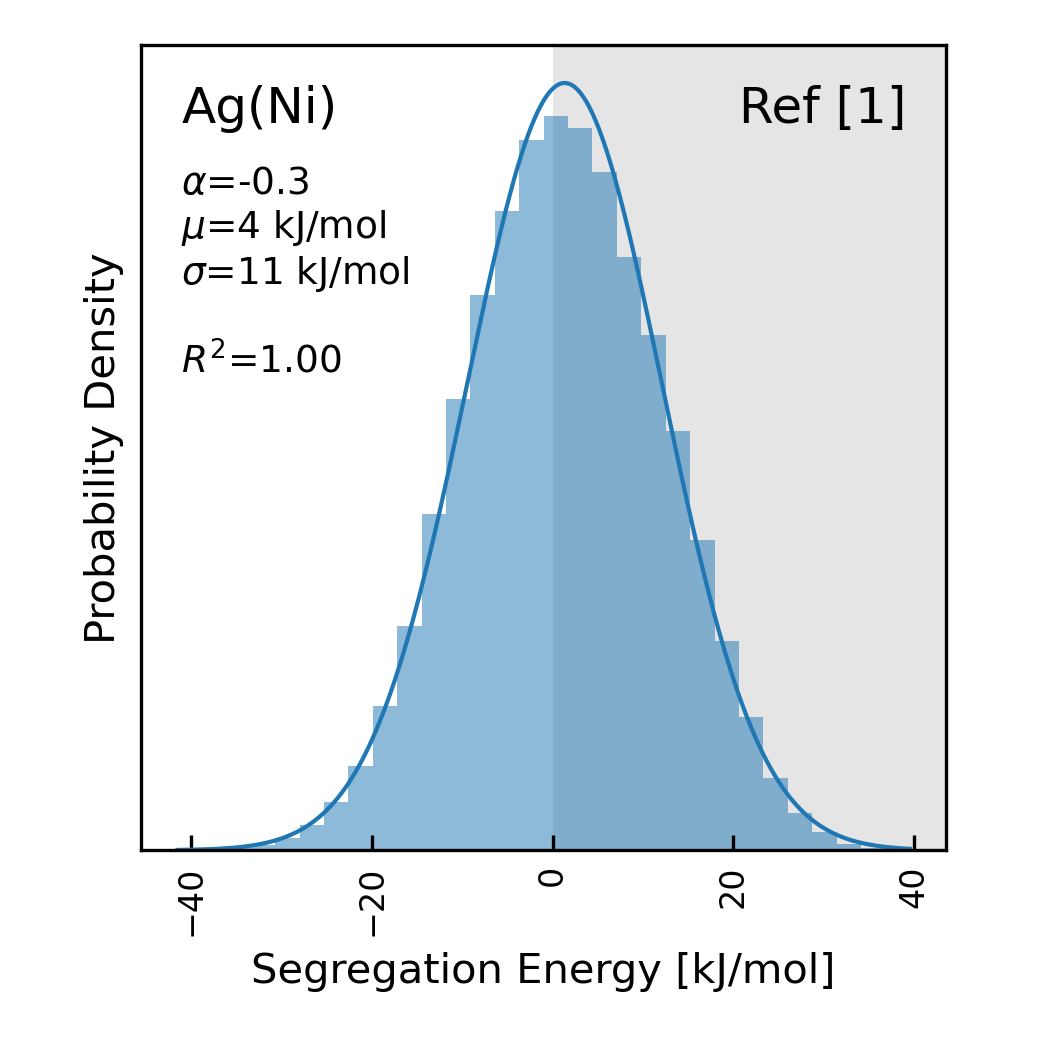 Ag(Ni)
Ref [1]
α=-0.3
μ=4 kJ/mol
σ=11 kJ/mol
R²=1.00
Probability Density
−40
−20
0
20
40
Segregation Energy [kJ/mol]